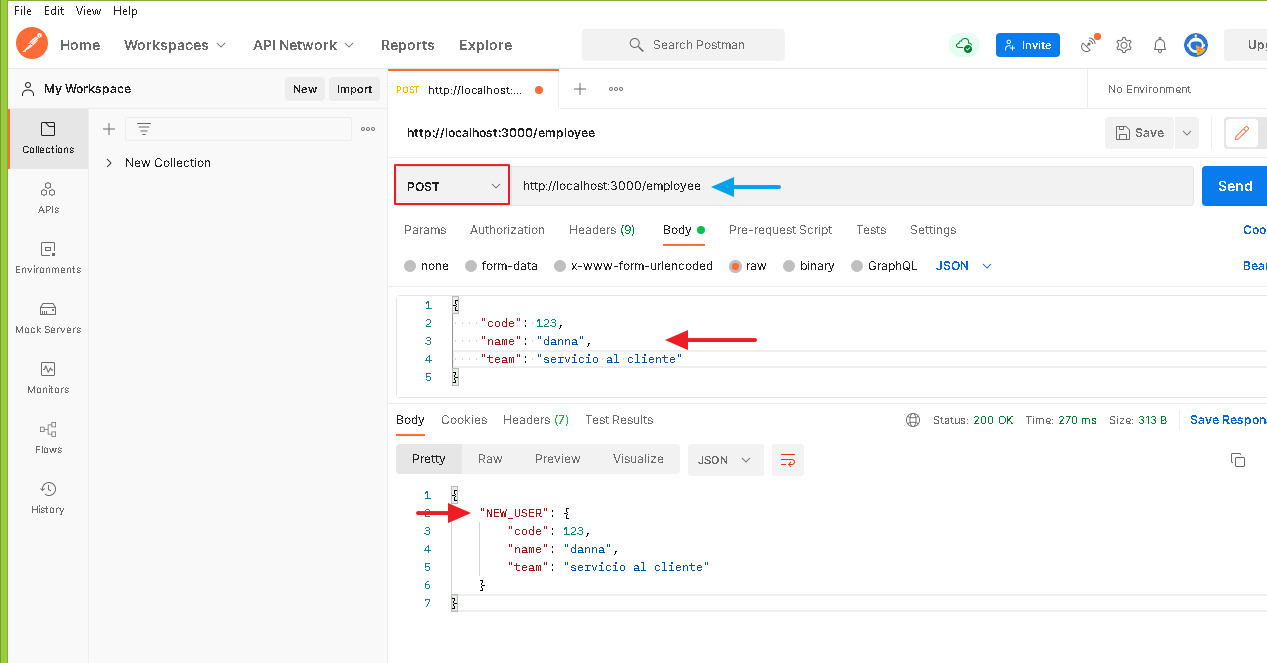 File Edit View Help
Home Workspaces API Network Reports Explore Search Postman Invite
My Workspace New Import POST http://localhost:... No Environment
Collections
APIs
Environments
Mock Servers
Monitors
Flows
History
New Collection
http://localhost:3000/employee Save
POST http://localhost:3000/employee Send
Params Authorization Headers (9) Body Pre-request Script Tests Settings
none form-data x-www-form-urlencoded raw binary GraphQL JSON
1 {
2 "code": 123,
3 "name": "danna",
4 "team": "servicio al cliente"
5 }
Body Cookies Headers (7) Test Results Status: 200 OK Time: 270 ms Size: 313 B Save Respon
Pretty Raw Preview Visualize JSON
1 {
2 "NEW_USER": {
3 "code": 123,
4 "name": "danna",
5 "team": "servicio al cliente"
6 }
7 }